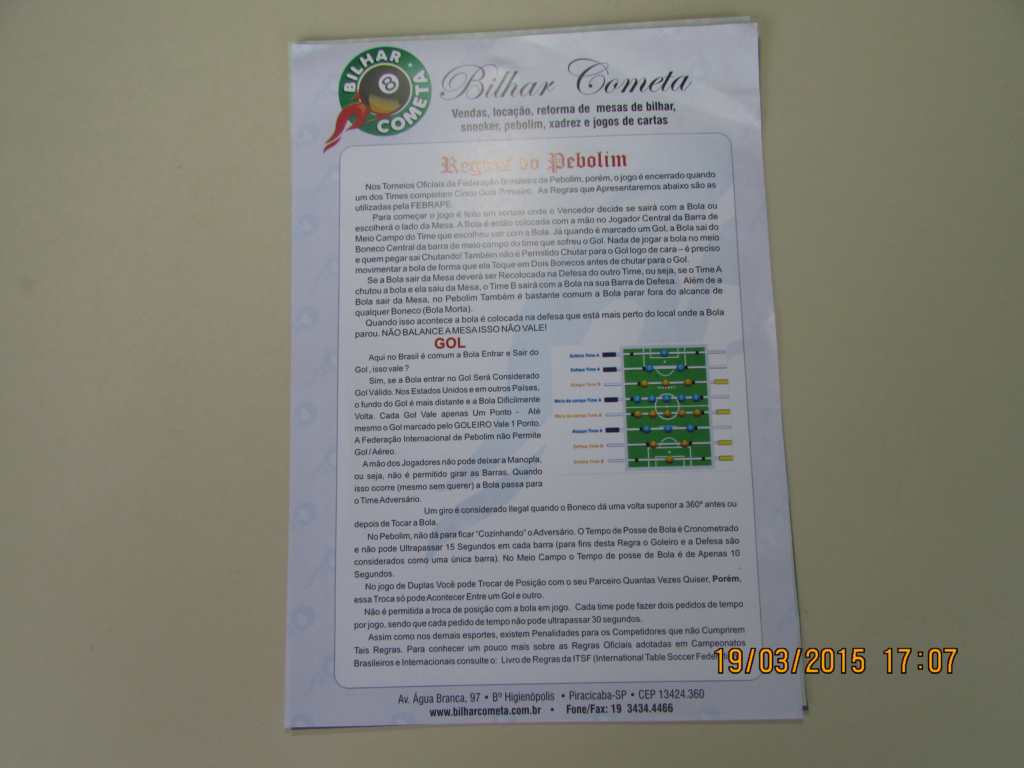 BILHAR · COMETA
8
Bilhar Cometa
Vendas, locação, reforma de mesas de bilhar,
snooker, pebolim, xadrez e jogos de cartas
Regras do Pebolim
Nos Torneios Oficiais da Federação Brasileira de Pebolim, porém, o jogo é encerrado quando
um dos Times completam Cinco Gols Primeiro. As Regras que Apresentaremos abaixo são as
utilizadas pela FEBRAPE.
Para começar o jogo é feito um sorteio onde o Vencedor decide se sairá com a Bola ou
escolherá o lado da Mesa. A Bola é então colocada com a mão no Jogador Central da Barra de
Meio Campo do Time que escolheu sair com a Bola. Já quando é marcado um Gol, a Bola sai do
Boneco Central da barra de meio campo do time que sofreu o Gol. Nada de jogar a bola no meio
e quem pegar sai Chutando! Também não é Permitido Chutar para o Gol logo de cara – é preciso
movimentar a bola de forma que ela Toque em Dois Bonecos antes de chutar para o Gol.
Se a Bola sair da Mesa deverá ser Recolocada na Defesa do outro Time, ou seja, se o Time A
chutou a bola e ela saiu da Mesa, o Time B sairá com a Bola na sua Barra de Defesa. Além de a
Bola sair da Mesa, no Pebolim Também é bastante comum a Bola parar fora do alcance de
qualquer Boneco (Bola Morta).
Quando isso acontece a bola é colocada na defesa que está mais perto do local onde a Bola
parou. NÃO BALANCE A MESA ISSO NÃO VALE!
GOL
Aqui no Brasil é comum a Bola Entrar e Sair do
Gol , isso vale ?
Sim, se a Bola entrar no Gol Será Considerado
Gol Válido. Nos Estados Unidos e em outros Países,
o fundo do Gol é mais distante e a Bola Dificilmente
Volta. Cada Gol Vale apenas Um Ponto - Até
mesmo o Gol marcado pelo GOLEIRO Vale 1 Ponto.
A Federação Internacional de Pebolim não Permite
Gol / Aéreo.
A mão dos Jogadores não pode deixar a Manopla,
ou seja, não é permitido girar as Barras. Quando
isso ocorre (mesmo sem querer) a Bola passa para
o Time Adversário.
Goleiro Time A
Defesa Time A
Ataque Time B
Meio de campo Time A
Meio de campo Time B
Ataque Time A
Defesa Time B
Goleiro Time B
Um giro é considerado Ilegal quando o Boneco dá uma volta superior a 360º antes ou
depois de Tocar a Bola.
No Pebolim, não dá para ficar "Cozinhando" o Adversário. O Tempo de Posse de Bola é Cronometrado
e não pode Ultrapassar 15 Segundos em cada barra (para fins desta Regra o Goleiro e a Defesa são
considerados como uma única barra). No Meio Campo o Tempo de posse de Bola é de Apenas 10
Segundos.
No jogo de Duplas Você pode Trocar de Posição com o seu Parceiro Quantas Vezes Quiser, Porém,
essa Troca só pode Acontecer Entre um Gol e outro.
Não é permitida a troca de posição com a bola em jogo. Cada time pode fazer dois pedidos de tempo
por jogo, sendo que cada pedido de tempo não pode ultrapassar 30 segundos.
Assim como nos demais esportes, existem Penalidades para os Competidores que não Cumprirem
Tais Regras. Para conhecer um pouco mais sobre as Regras Oficiais adotadas em Campeonatos
Brasileiros e Internacionais consulte o: Livro de Regras da ITSF (International Table Soccer
19/03/2015 17:07
Av. Água Branca, 97 • Bº Higienópolis • Piracicaba-SP • CEP 13424.360
www.bilharcometa.com.br • Fone/Fax: 19 3434.4466